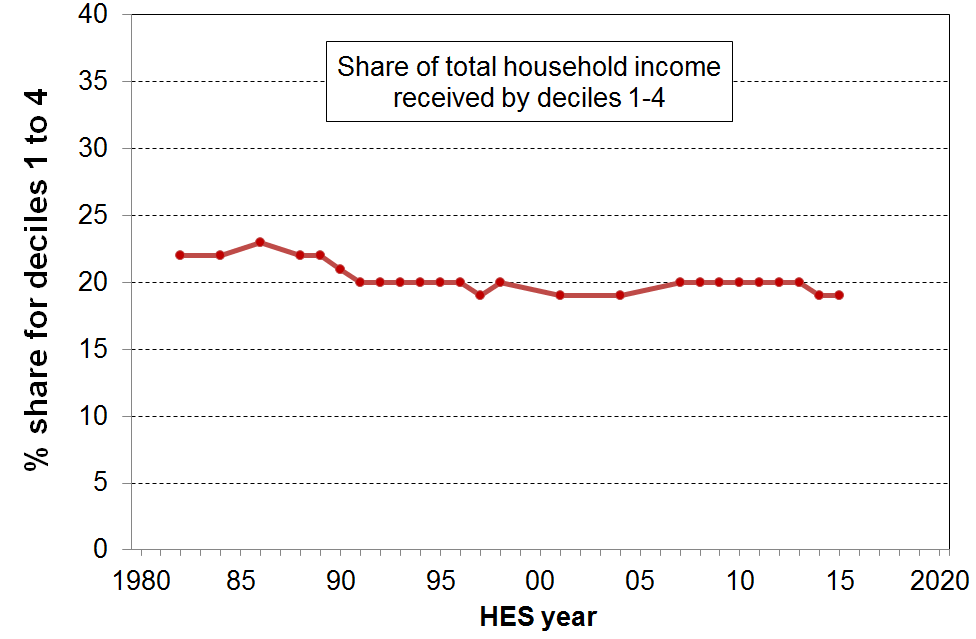 Share of total household income
received by deciles 1-4
% share for deciles 1 to 4
40
35
30
25
20
15
10
5
0
1980 85 90 95 00 05 10 15 2020
HES year